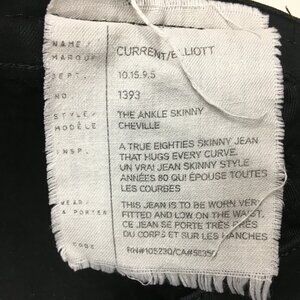 NAME/ CURRENT/ELLIOTT
MARQUE
DEPT. 10.15.9.5
NO. 1393
STYLE/ THE ANKLE SKINNY
MODÈLE CHEVILLE
INSP. A TRUE EIGHTIES SKINNY JEAN
THAT HUGS EVERY CURVE.
UN VRAI JEAN SKINNY STYLE
ANNÉES 80 QUI ÉPOUSE TOUTES
LES COURBES
WEAR/ THIS JEAN IS TO BE WORN VERY
A PORTER FITTED AND LOW ON THE WAIST.
CE JEAN SE PORTE TRÈS PRÈS
DU CORPS ET SUR LES HANCHES
CODE RN#105230/CA#